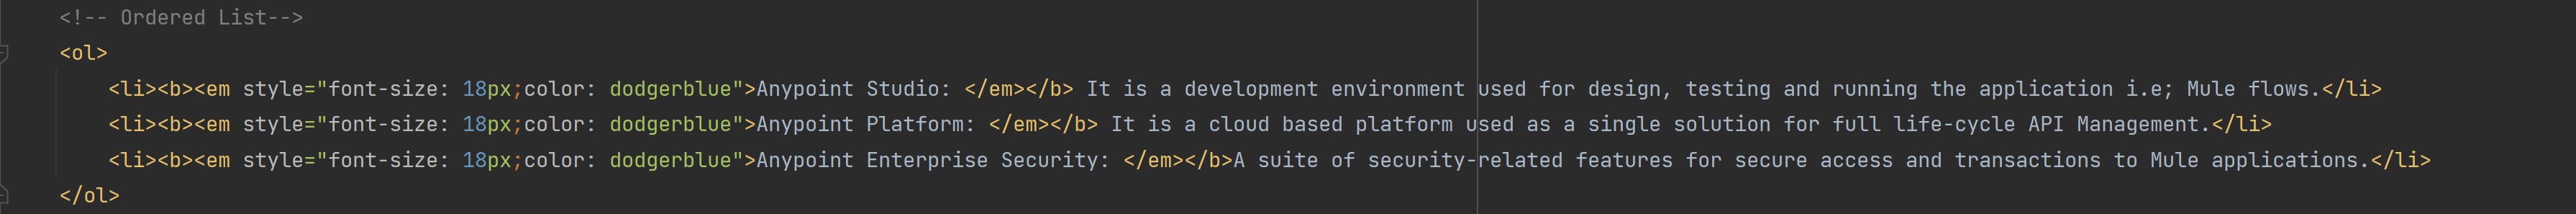 <!-- Ordered List-->
<ol>
<li><b><em style="font-size: 18px;color: dodgerblue">Anypoint Studio: </em></b> It is a development environment used for design, testing and running the application i.e; Mule flows.</li>
<li><b><em style="font-size: 18px;color: dodgerblue">Anypoint Platform: </em></b> It is a cloud based platform used as a single solution for full life-cycle API Management.</li>
<li><b><em style="font-size: 18px;color: dodgerblue">Anypoint Enterprise Security: </em></b>A suite of security-related features for secure access and transactions to Mule applications.</li>
</ol>